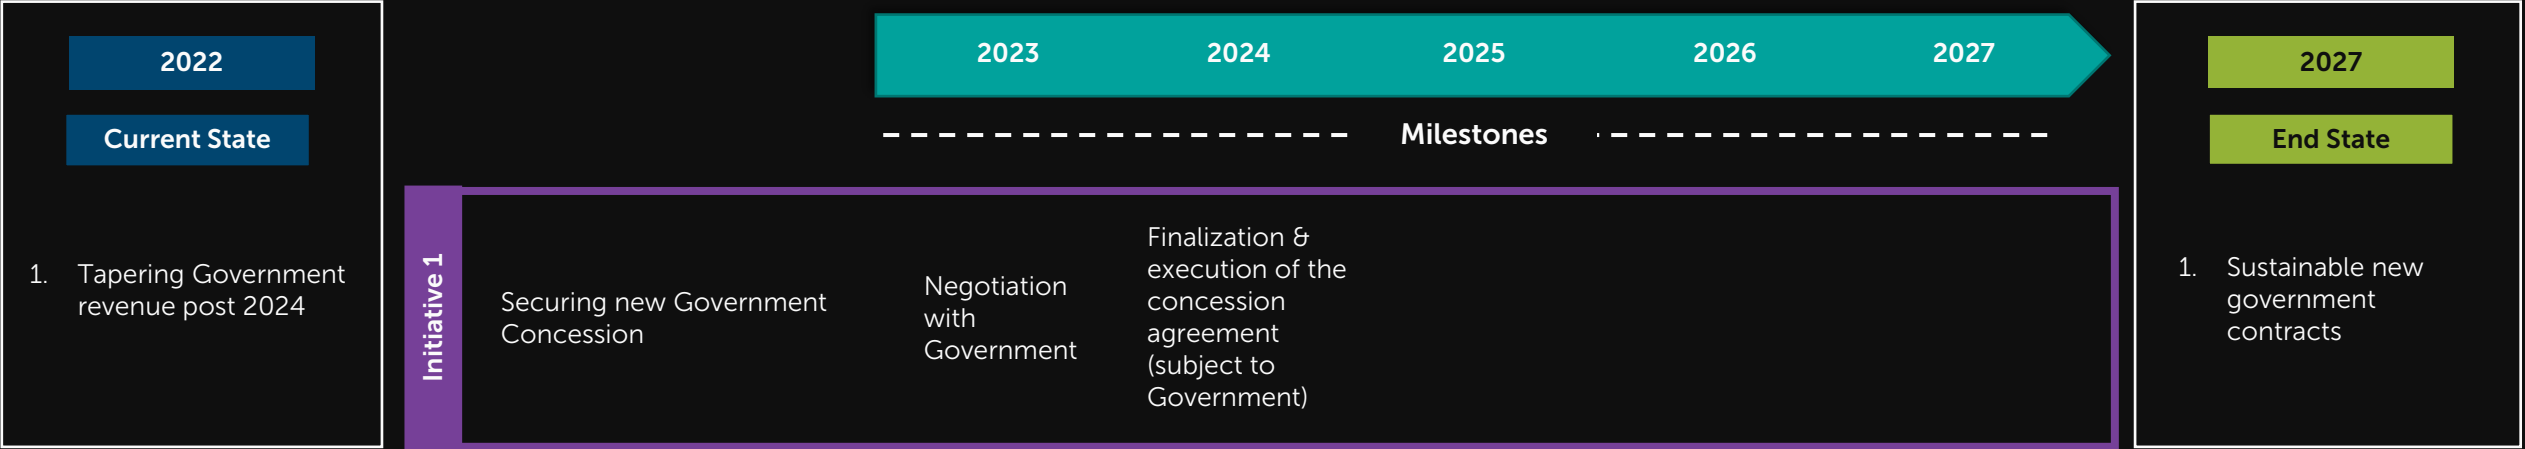 2022
Current State
1. Tapering Government
revenue post 2024
2023 2024 2025 2026 2027
Milestones
Initiative 1
Securing new Government
Concession
Negotiation
with
Government
Finalization &
execution of the
concession
agreement
(subject to
Government)
2027
End State
1. Sustainable new
government
contracts